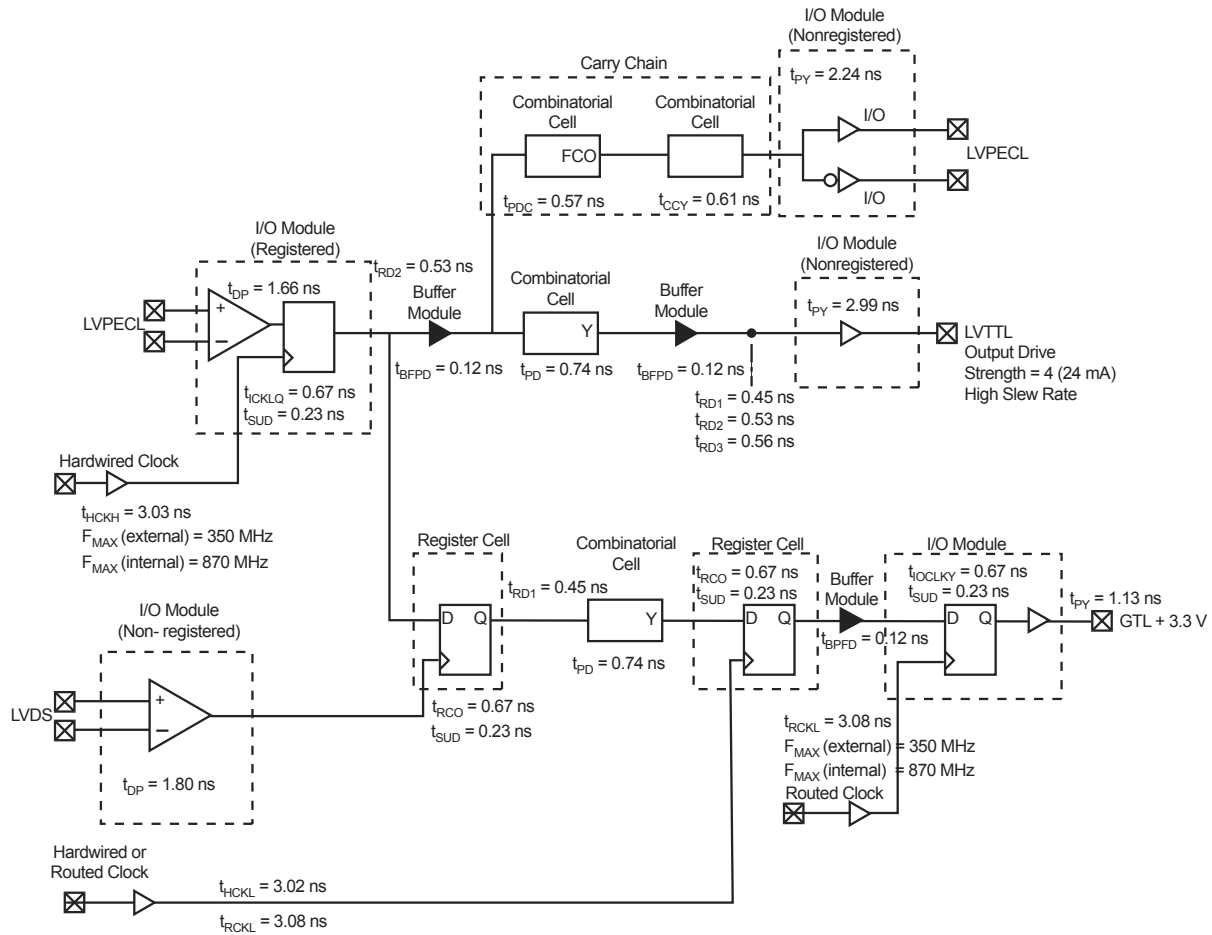 I/O Module
(Nonregistered)
Carry Chain
tPY = 2.24 ns
Combinatorial
Cell
Combinatorial
Cell
I/O
FCO
LVPECL
I/O
tPDC = 0.57 ns
tCCY = 0.61 ns
I/O Module
(Registered)
I/O Module
(Nonregistered)
tRD2 = 0.53 ns
tDP = 1.66 ns
Buffer
Module
Combinatorial
Cell
Buffer
Module
tPY = 2.99 ns
+
−
LVPECL
Y
LVTTL
Output Drive
Strength = 4 (24 mA)
High Slew Rate
tBFPD = 0.12 ns
tPD = 0.74 ns
tBFPD = 0.12 ns
tICKLQ = 0.67 ns
tSUD = 0.23 ns
tRD1 = 0.45 ns
tRD2 = 0.53 ns
tRD3 = 0.56 ns
Hardwired Clock
tHCKH = 3.03 ns
FMAX (external) = 350 MHz
FMAX (internal) = 870 MHz
Register Cell
Combinatorial
Cell
Register Cell
I/O Module
tRD1 = 0.45 ns
tRCO = 0.67 ns
tSUD = 0.23 ns
Buffer
Module
tIOCLKY = 0.67 ns
tSUD = 0.23 ns
tPY = 1.13 ns
GTL + 3.3 V
D Q
Y
D Q
D Q
tBPFD = 0.12 ns
tPD = 0.74 ns
I/O Module
(Non- registered)
LVDS
+
−
tRCO = 0.67 ns
tSUD = 0.23 ns
tDP = 1.80 ns
tRCKL = 3.08 ns
FMAX (external) = 350 MHz
FMAX (internal) = 870 MHz
Routed Clock
Hardwired or
Routed Clock
tHCKL = 3.02 ns
tRCKL = 3.08 ns